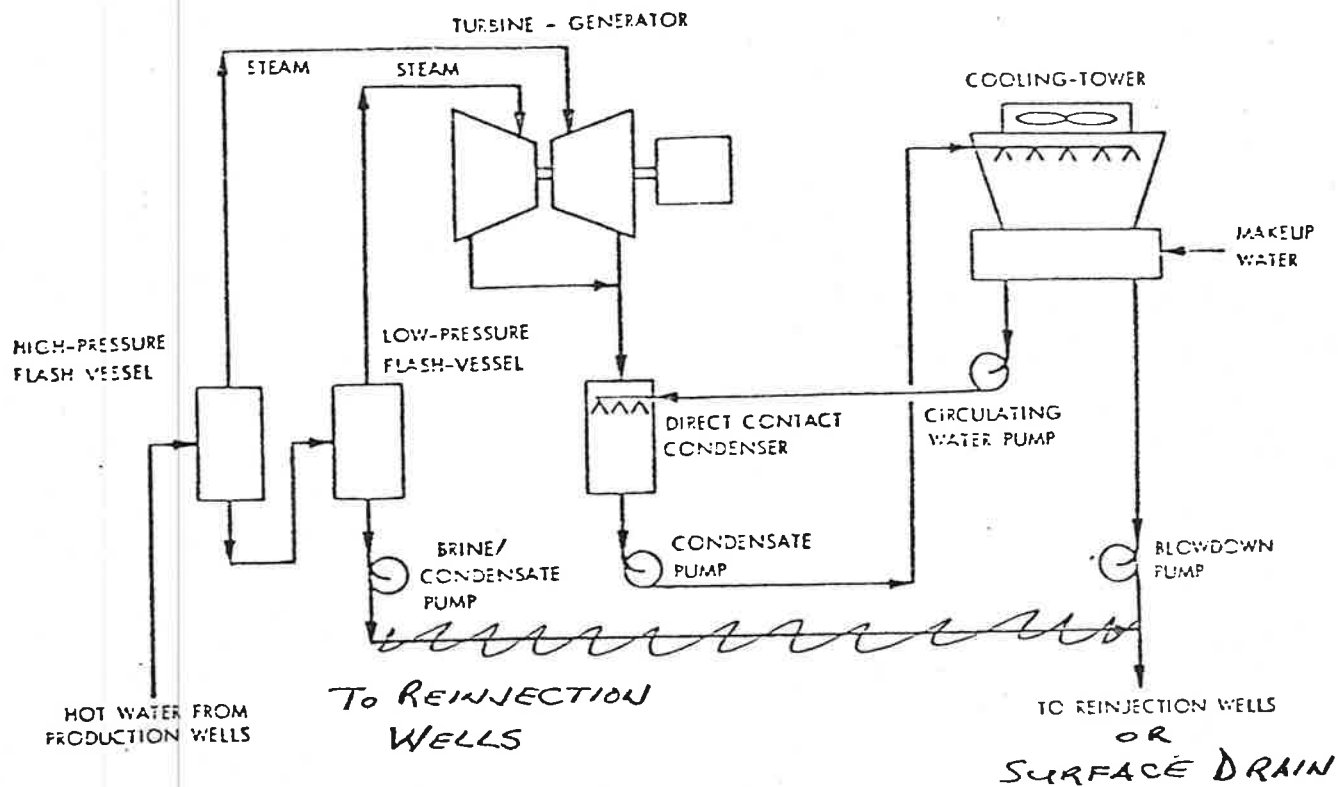 TURBINE - GENERATOR
STEAM
STEAM
COOLING-TOWER
MAKEUP
WATER
HIGH-PRESSURE
FLASH VESSEL
LOW-PRESSURE
FLASH-VESSEL
DIRECT CONTACT
CONDENSER
CIRCULATING
WATER PUMP
BRINE/
CONDENSATE
PUMP
CONDENSATE
PUMP
BLOWDOWN
PUMP
HOT WATER FROM
PRODUCTION WELLS
TO REINJECTION
WELLS
TO REINJECTION WELLS
OR
SURFACE DRAIN